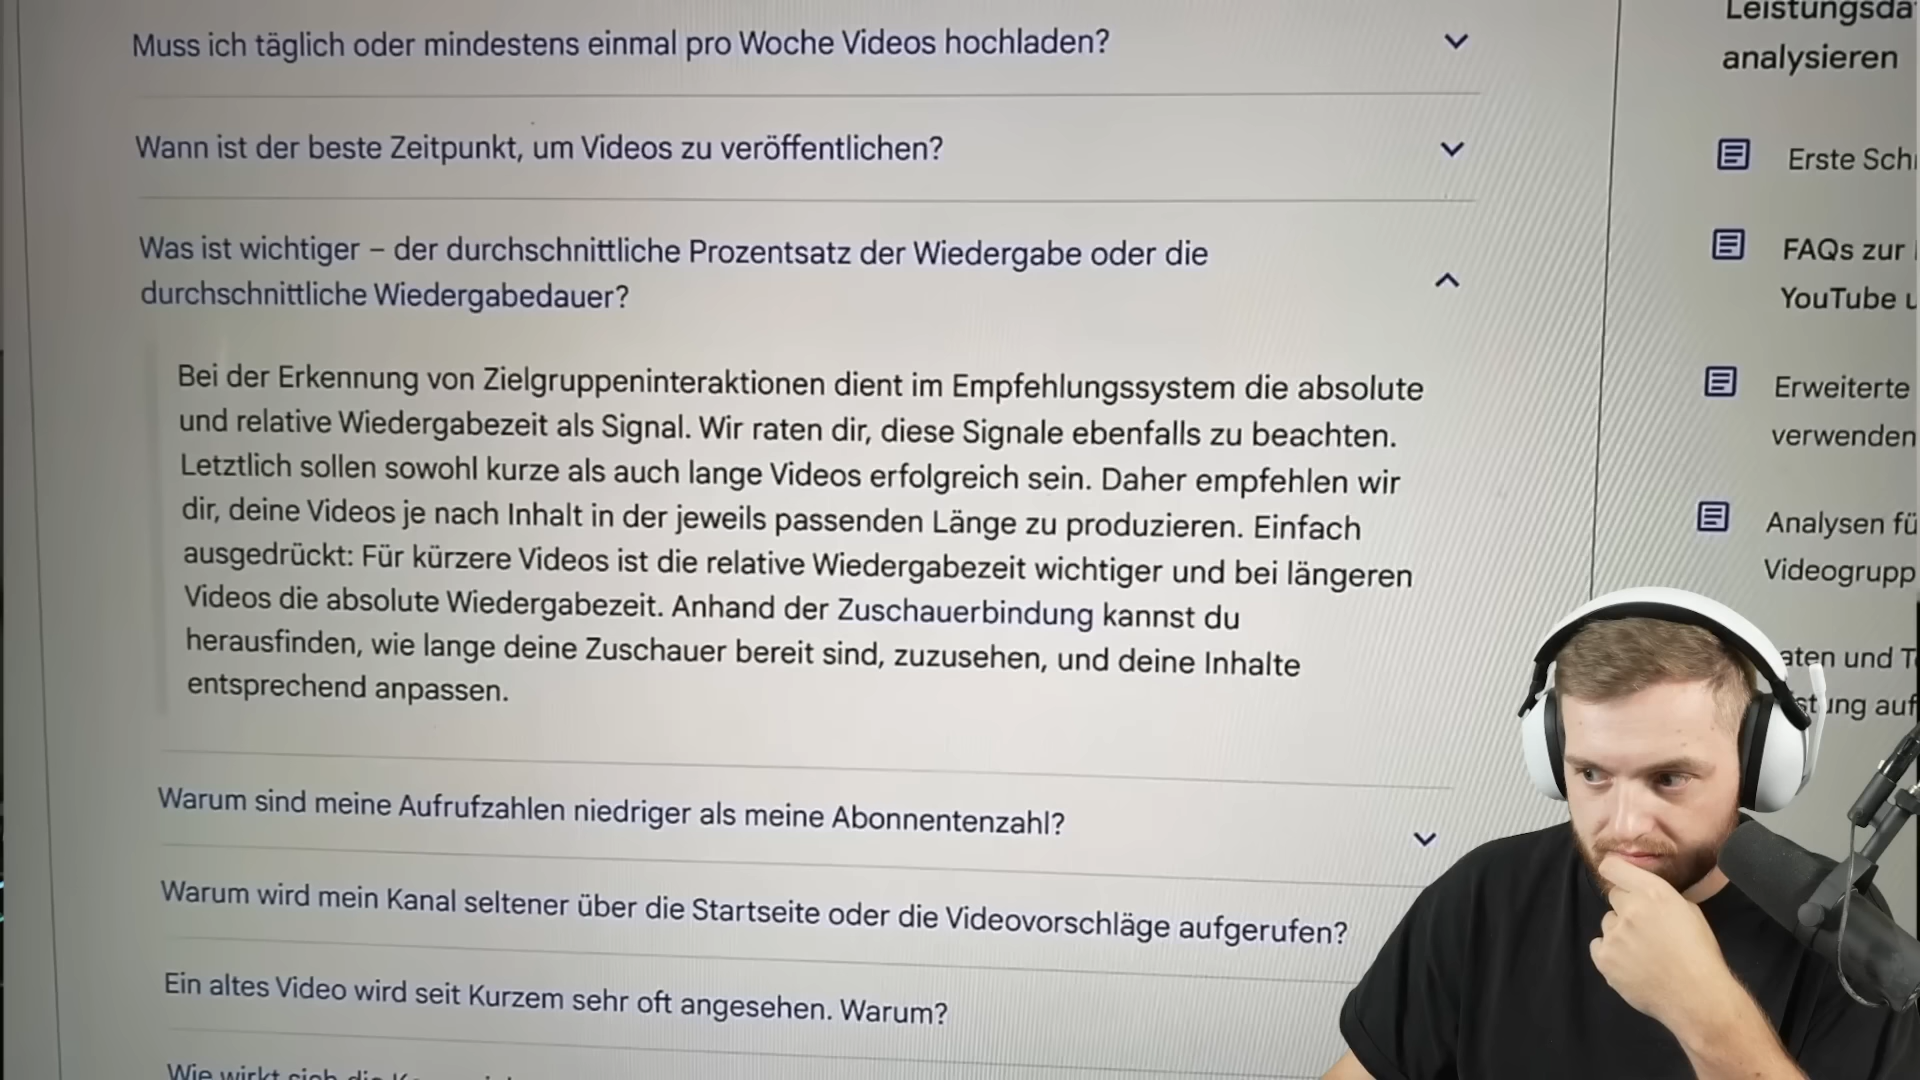 Muss ich täglich oder mindestens einmal pro Woche Videos hochladen?
Wann ist der beste Zeitpunkt, um Videos zu veröffentlichen?
Was ist wichtiger – der durchschnittliche Prozentsatz der Wiedergabe oder die
durchschnittliche Wiedergabedauer?
Bei der Erkennung von Zielgruppeninteraktionen dient im Empfehlungssystem die absolute
und relative Wiedergabezeit als Signal. Wir raten dir, diese Signale ebenfalls zu beachten.
Letztlich sollen sowohl kurze als auch lange Videos erfolgreich sein. Daher empfehlen wir
dir, deine Videos je nach Inhalt in der jeweils passenden Länge zu produzieren. Einfach
ausgedrückt: Für kürzere Videos ist die relative Wiedergabezeit wichtiger und bei längeren
Videos die absolute Wiedergabezeit. Anhand der Zuschauerbindung kannst du
herausfinden, wie lange deine Zuschauer bereit sind, zuzusehen, und deine Inhalte
entsprechend anpassen.
Warum sind meine Aufrufzahlen niedriger als meine Abonnentenzahl?
Warum wird mein Kanal seltener über die Startseite oder die Videovorschläge aufgerufen?
Ein altes Video wird seit Kurzem sehr oft angesehen. Warum?
Wie wirkt sich die
Leistungsda
analysieren
Erste Sch
FAQs zur
YouTube u
Erweiterte
verwenden
Analysen fü
Videogrupp
aten und T
ung auf